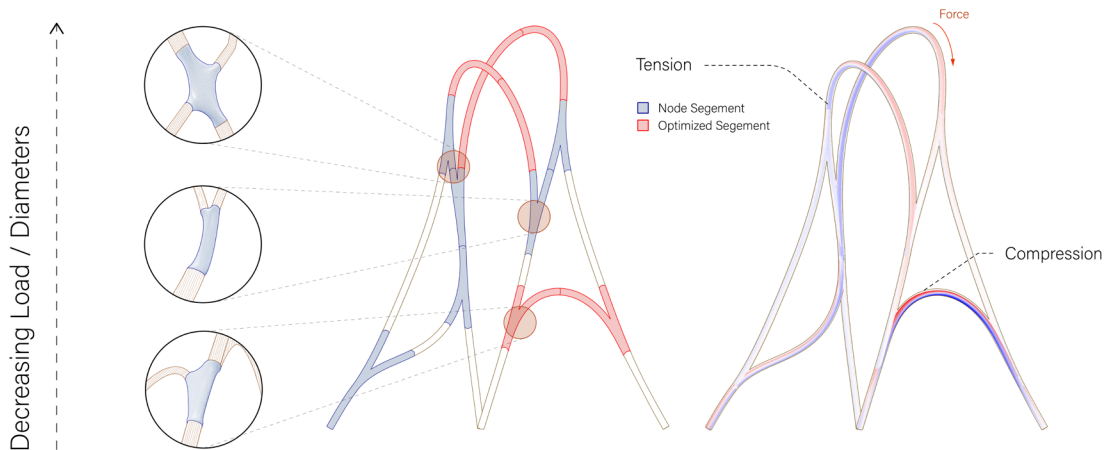 Decreasing Load / Diameters
Force
Tension
Node Segement
Optimized Segement
Compression